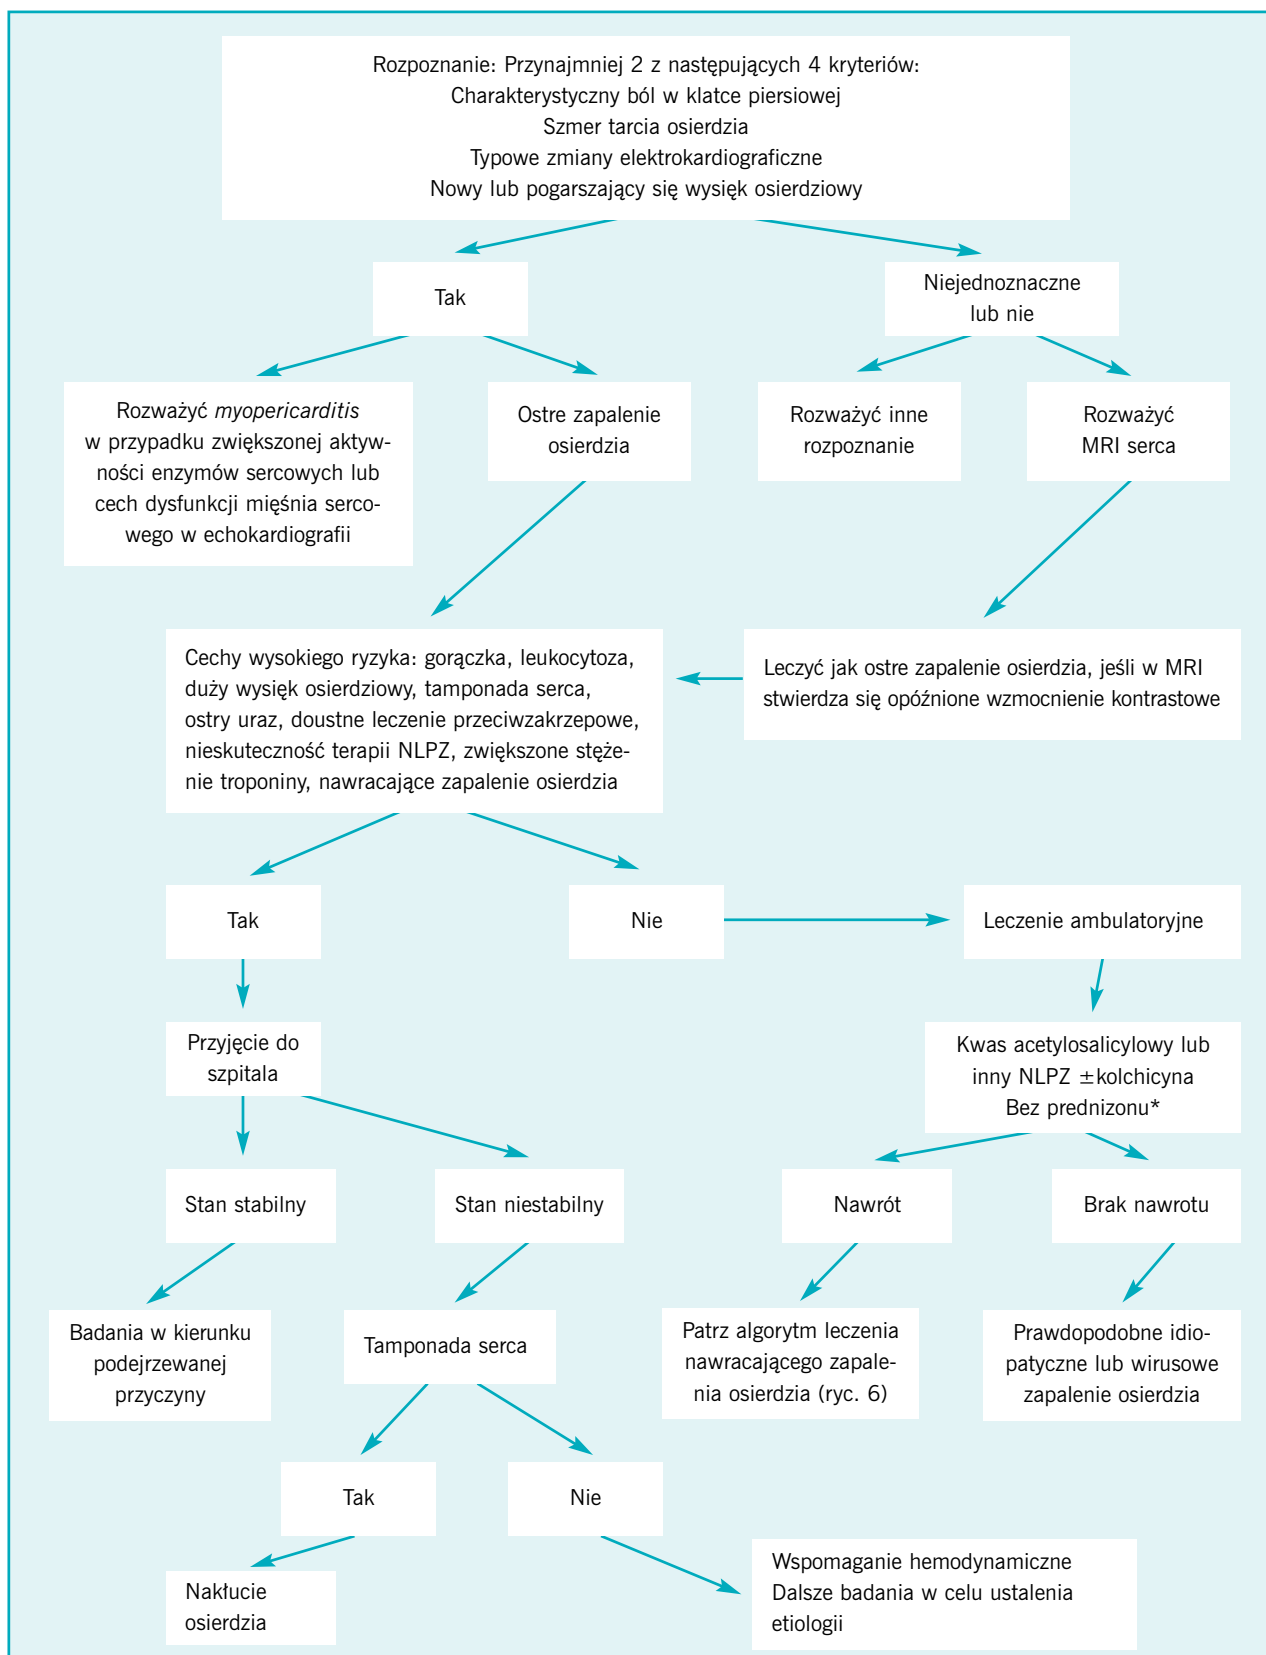 Rozpoznanie: Przynajmniej 2 z następujących 4 kryteriów:
Charakterystyczny ból w klatce piersiowej
Szmer tarcia osierdzia
Typowe zmiany elektrokardiograficzne
Nowy lub pogarszający się wysięk osierdziowy
Tak
Niejednoznaczne
lub nie
Rozważyć myopericarditis
w przypadku zwiększonej aktyw-
ności enzymów sercowych lub
cech dysfunkcji mięśnia serco-
wego w echokardiografii
Ostre zapalenie
osierdzia
Rozważyć inne
rozpoznanie
Rozważyć
MRI serca
Cechy wysokiego ryzyka: gorączka, leukocytoza,
duży wysięk osierdziowy, tamponada serca,
ostry uraz, doustne leczenie przeciwzakrzepowe,
nieskuteczność terapii NLPZ, zwiększone stęże-
nie troponiny, nawracające zapalenie osierdzia
Leczyć jak ostre zapalenie osierdzia, jeśli w MRI
stwierdza się opóźnione wzmocnienie kontrastowe
Tak
Nie
Leczenie ambulatoryjne
Przyjęcie do
szpitala
Kwas acetylosalicylowy lub
inny NLPZ ±kolchicyna
Bez prednizonu*
Stan stabilny
Stan niestabilny
Nawrót
Brak nawrotu
Badania w kierunku
podejrzewanej
przyczyny
Tamponada serca
Patrz algorytm leczenia
nawracającego zapale-
nia osierdzia (ryc. 6)
Prawdopodobne idio-
patyczne lub wirusowe
zapalenie osierdzia
Tak
Nie
Nakłucie
osierdzia
Wspomaganie hemodynamiczne
Dalsze badania w celu ustalenia
etiologii